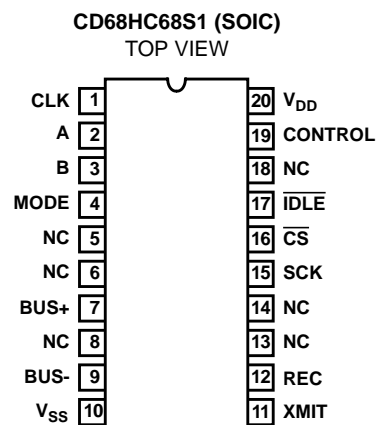 CD68HC68S1 (SOIC)
TOP VIEW
CLK 1 20 VDD
A 2 19 CONTROL
B 3 18 NC
MODE 4 17 IDLE
NC 5 16 CS
NC 6 15 SCK
BUS+ 7 14 NC
NC 8 13 NC
BUS- 9 12 REC
VSS 10 11 XMIT